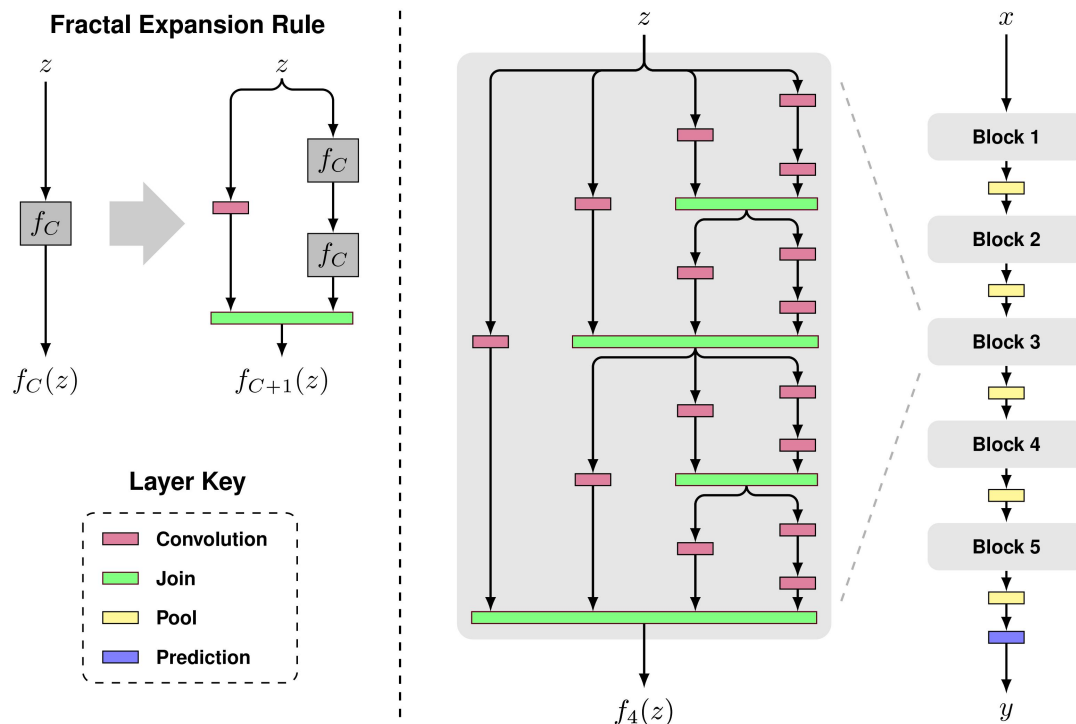 Fractal Expansion Rule
z
f_C
f_C(z)
z
f_C
f_C
f_{C+1}(z)
Layer Key
Convolution
Join
Pool
Prediction
z
f_4(z)
x
Block 1
Block 2
Block 3
Block 4
Block 5
y